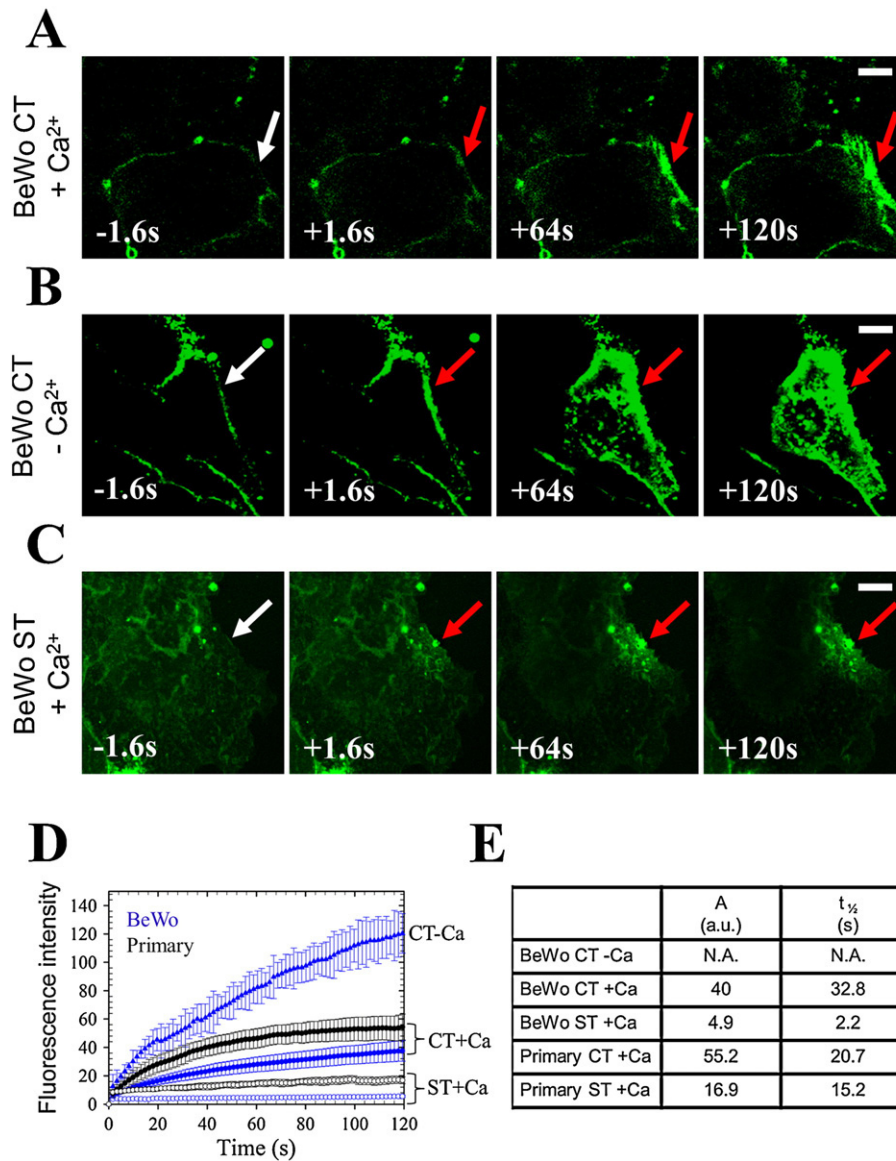 A
BeWo CT
+ Ca²⁺
-1.6s
+1.6s
+64s
+120s
B
BeWo CT
- Ca²⁺
-1.6s
+1.6s
+64s
+120s
C
BeWo ST
+ Ca²⁺
-1.6s
+1.6s
+64s
+120s
D
Fluorescence intensity
140
120
100
80
60
40
20
0
BeWo
Primary
CT-Ca
CT+Ca
ST+Ca
0 20 40 60 80 100 120
Time (s)
E
A t ½
(a.u.) (s)
BeWo CT -Ca N.A. N.A.
BeWo CT +Ca 40 32.8
BeWo ST +Ca 4.9 2.2
Primary CT +Ca 55.2 20.7
Primary ST +Ca 16.9 15.2